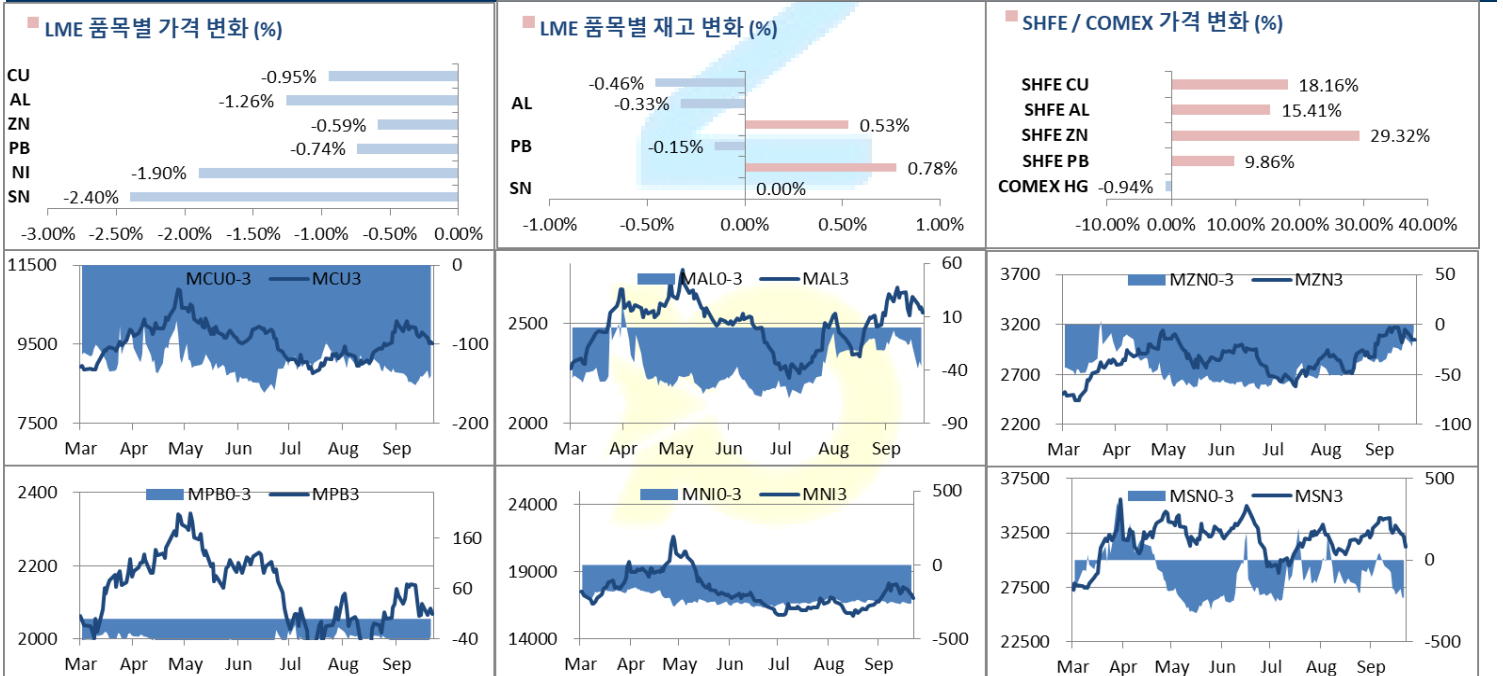 LME 품목별 가격 변화 (%)
CU
-0.95%
AL
-1.26%
ZN
-0.59%
PB
-0.74%
NI
-1.90%
SN
-2.40%
-3.00% -2.50% -2.00% -1.50% -1.00% -0.50% 0.00%
LME 품목별 재고 변화 (%)
-0.46%
AL
-0.33%
0.53%
PB
-0.15%
0.78%
SN
0.00%
-1.00% -0.50% 0.00% 0.50% 1.00%
SHFE / COMEX 가격 변화 (%)
SHFE CU
18.16%
SHFE AL
15.41%
SHFE ZN
29.32%
SHFE PB
9.86%
COMEX HG
-0.94%
-10.00% 0.00% 10.00% 20.00% 30.00% 40.00%
MCU0-3 MCU3
11500
9500
7500
0
-100
-200
Mar Apr May Jun Jul Aug Sep
MAL0-3 MAL3
2500
2000
60
10
-40
-90
Mar Apr May Jun Jul Aug Sep
MZN0-3 MZN3
3700
3200
2700
2200
50
0
-50
-100
Mar Apr May Jun Jul Aug Sep
MPB0-3 MPB3
2400
2200
2000
160
60
-40
Mar Apr May Jun Jul Aug Sep
MNI0-3 MNI3
24000
19000
14000
500
0
-500
Mar Apr May Jun Jul Aug Sep
MSN0-3 MSN3
37500
32500
27500
22500
500
0
-500
Mar Apr May Jun Jul Aug Sep